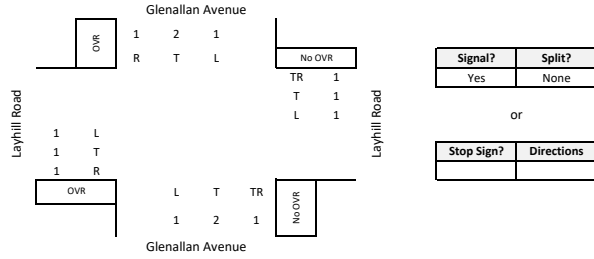 Glenallan Avenue
OVR
1 2 1
R T L
No OVR
TR 1
T 1
L 1
Layhill Road
Layhill Road
1 L
1 T
1 R
OVR
L T TR
1 2 1
No OVR
Glenallan Avenue
Signal? Split?
Yes None
or
Stop Sign? Directions